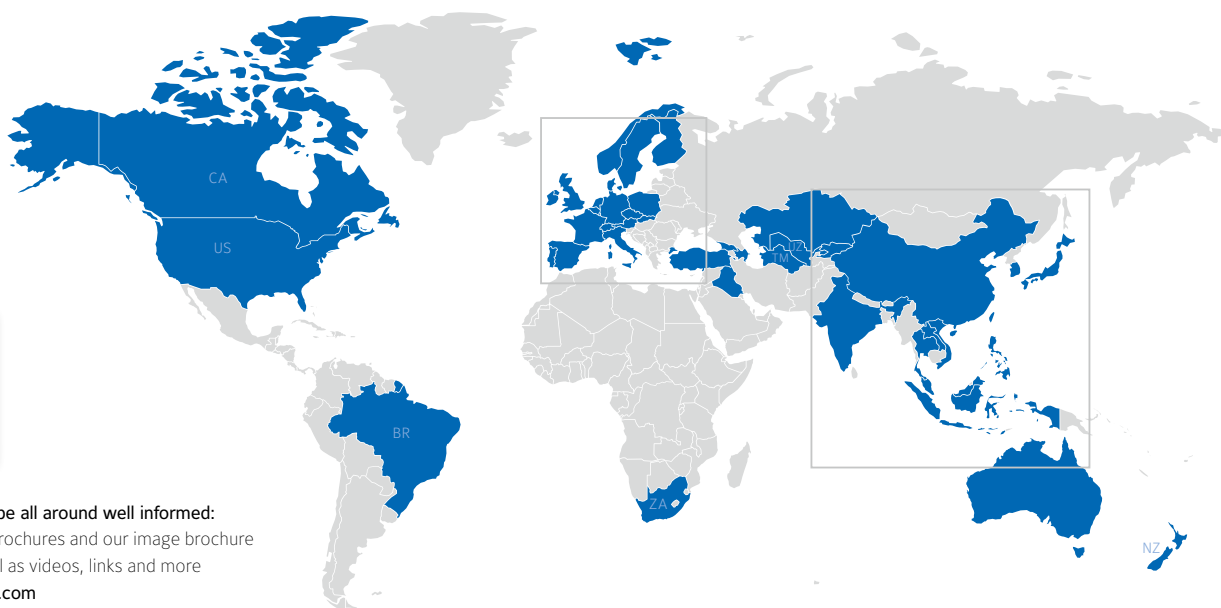 CA
US
UZ
TM
BR
ZA
NZ
be all around well informed:
rochures and our image brochure
l as videos, links and more
.com